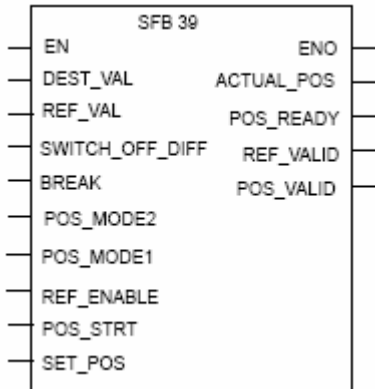 SFB 39
EN ENO
DEST_VAL ACTUAL_POS
REF_VAL POS_READY
SWITCH_OFF_DIFF REF_VALID
BREAK POS_VALID
POS_MODE2
POS_MODE1
REF_ENABLE
POS_STRT
SET_POS